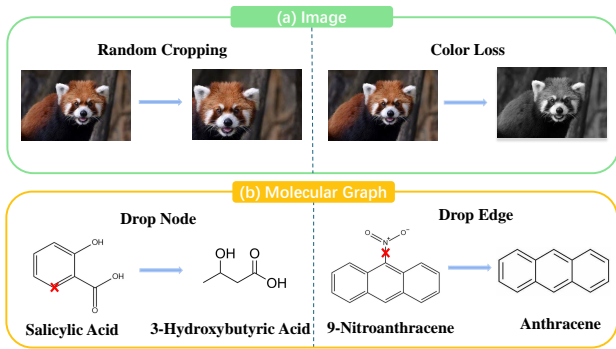 (a) Image
Random Cropping
Color Loss
(b) Molecular Graph
Drop Node
Drop Edge
OH
OH
O
OH
O
OH
O
N+
O-
Salicylic Acid
3-Hydroxybutyric Acid
9-Nitroanthracene
Anthracene